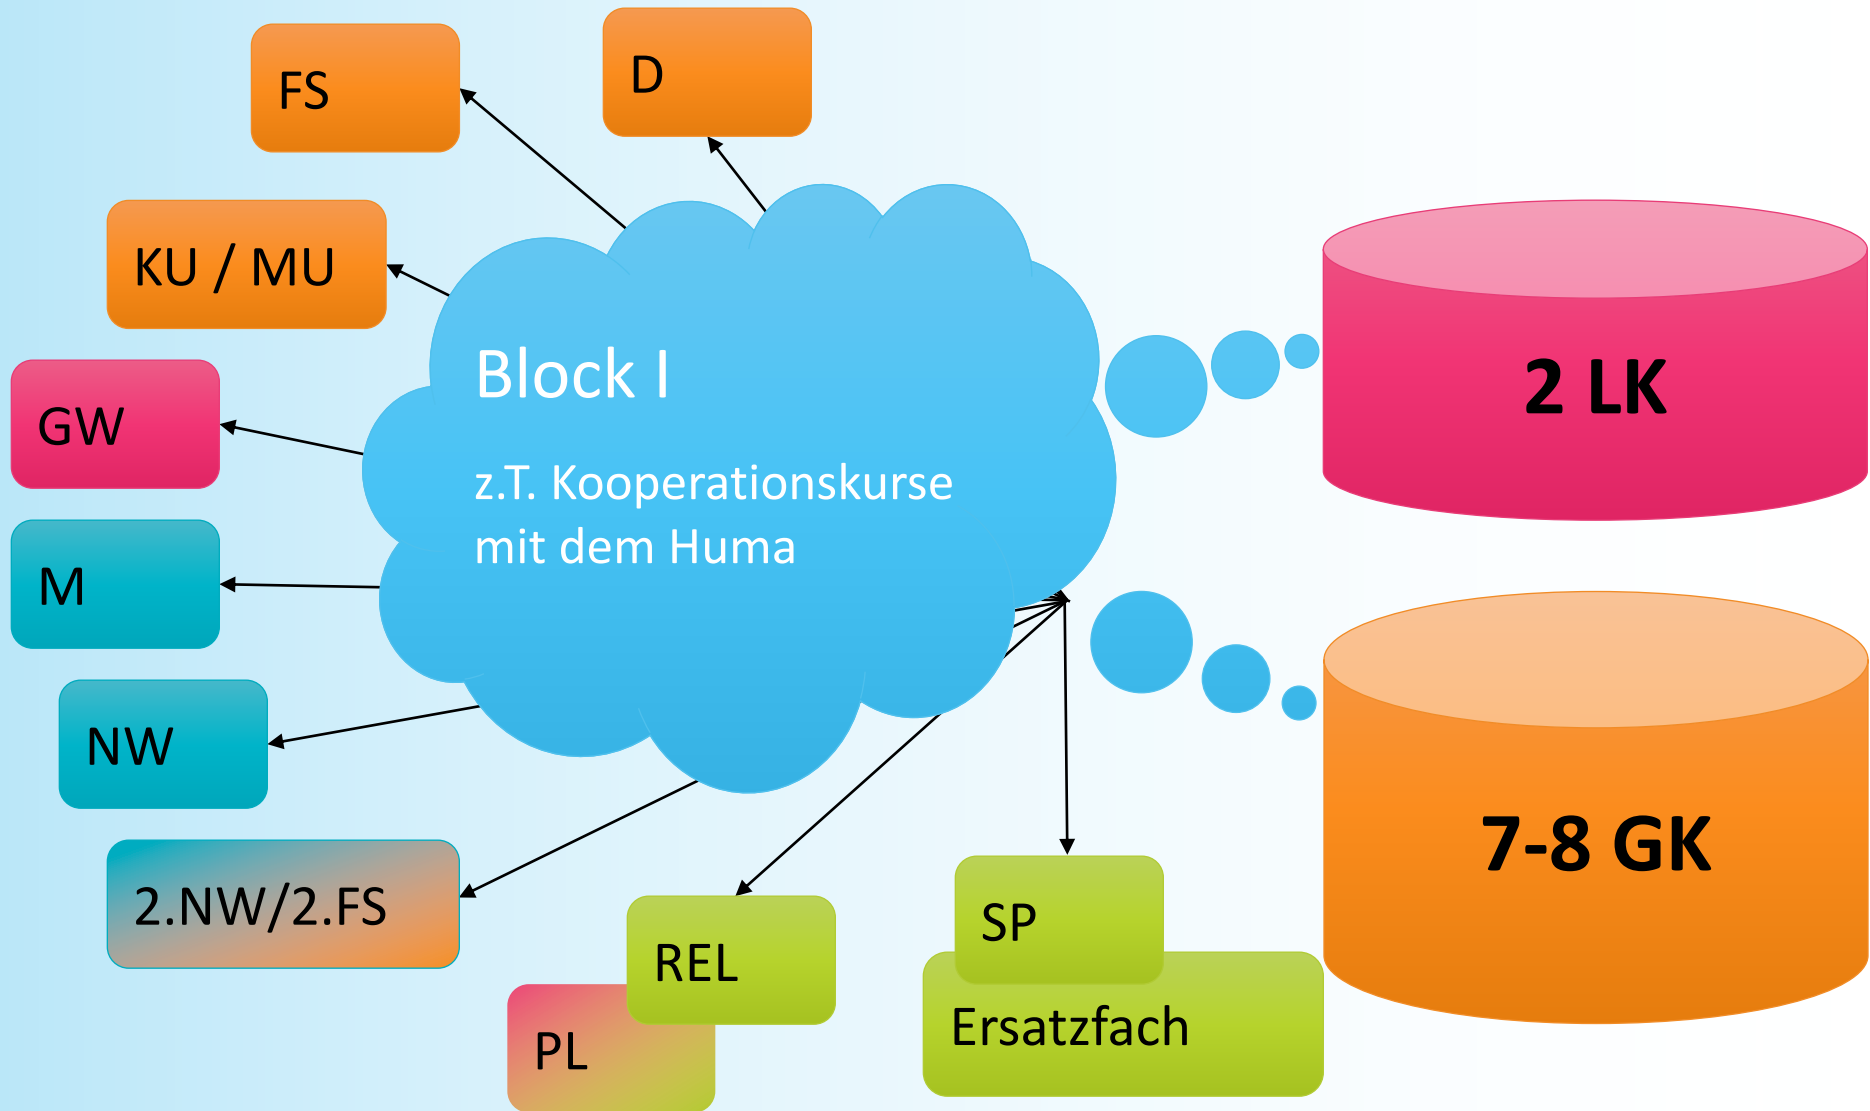 FS
D
KU / MU
Block I
2 LK
GW
z.T. Kooperationskurse
mit dem Huma
M
NW
7-8 GK
2.NW/2.FS
REL
SP
PL
Ersatzfach